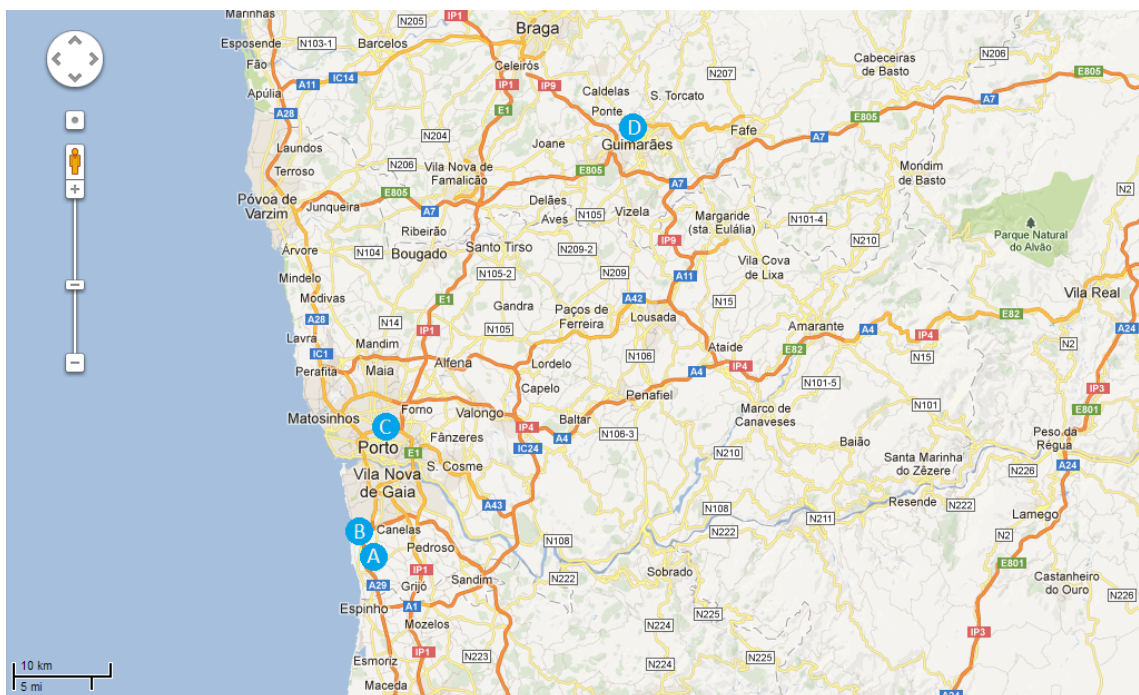 Marinhas
N205
IP1
Braga
N103-1
Barcelos
Esposende
Fão
Celeirós
N206
Cabeceiras
de Basto
E805
A7
N207
IC14
A11
IP1
IP9
Caldelas
S. Torcato
Apúlia
Ponte
A28
E1
D
E805
Fafe
A7
N204
Joane
Guimarães
Laundos
Terroso
N206
Vila Nova de
Famalicão
E805
Mondim
de Basto
N2
E805
A7
Póvoa de
Varzim
Junqueira
A7
Delães
Aves
N105
Vizela
Margaride
(sta. Eulália)
N101-4
Parque Natural
do Alvão
Ribeirão
Árvore
N104
Bougado
Santo Tirso
N209-2
IP9
N210
Mindelo
N105-2
N209
A11
Vila Cova
de Lixa
Modivas
E1
Gandra
A42
N15
Vila Real
A28
N14
IP1
N105
Paços de
Ferreira
Lousada
Amarante
A4
E82
A24
Lavra
Mandim
IP4
IC1
Alfena
Lordelo
N106
Ataíde
E82
N15
N2
Perafita
Maia
Capelo
A4
IP4
N101-5
IP3
Matosinhos
Forno
Valongo
Penafiel
Marco de
Canaveses
N101
E801
C
Porto
Fânzeres
IP4
Baltar
A4
N106-3
Baião
Peso da
Régua
E1
IC24
N210
Santa Marinha
do Zêzere
N226
A24
Vila Nova
de Gaia
S. Cosme
Resende
A43
N108
N211
Lamego
B
Canelas
N222
N2
A
Pedroso
N108
E801
A29
IP1
Grijó
Sandim
N222
Sobrado
Castanheiro
do Ouro
N226
Espinho
A1
Mozelos
N225
N224
IP3
Esmoriz
IP1
N223
N224
N225
10 km
5 mi
Maceda
A24